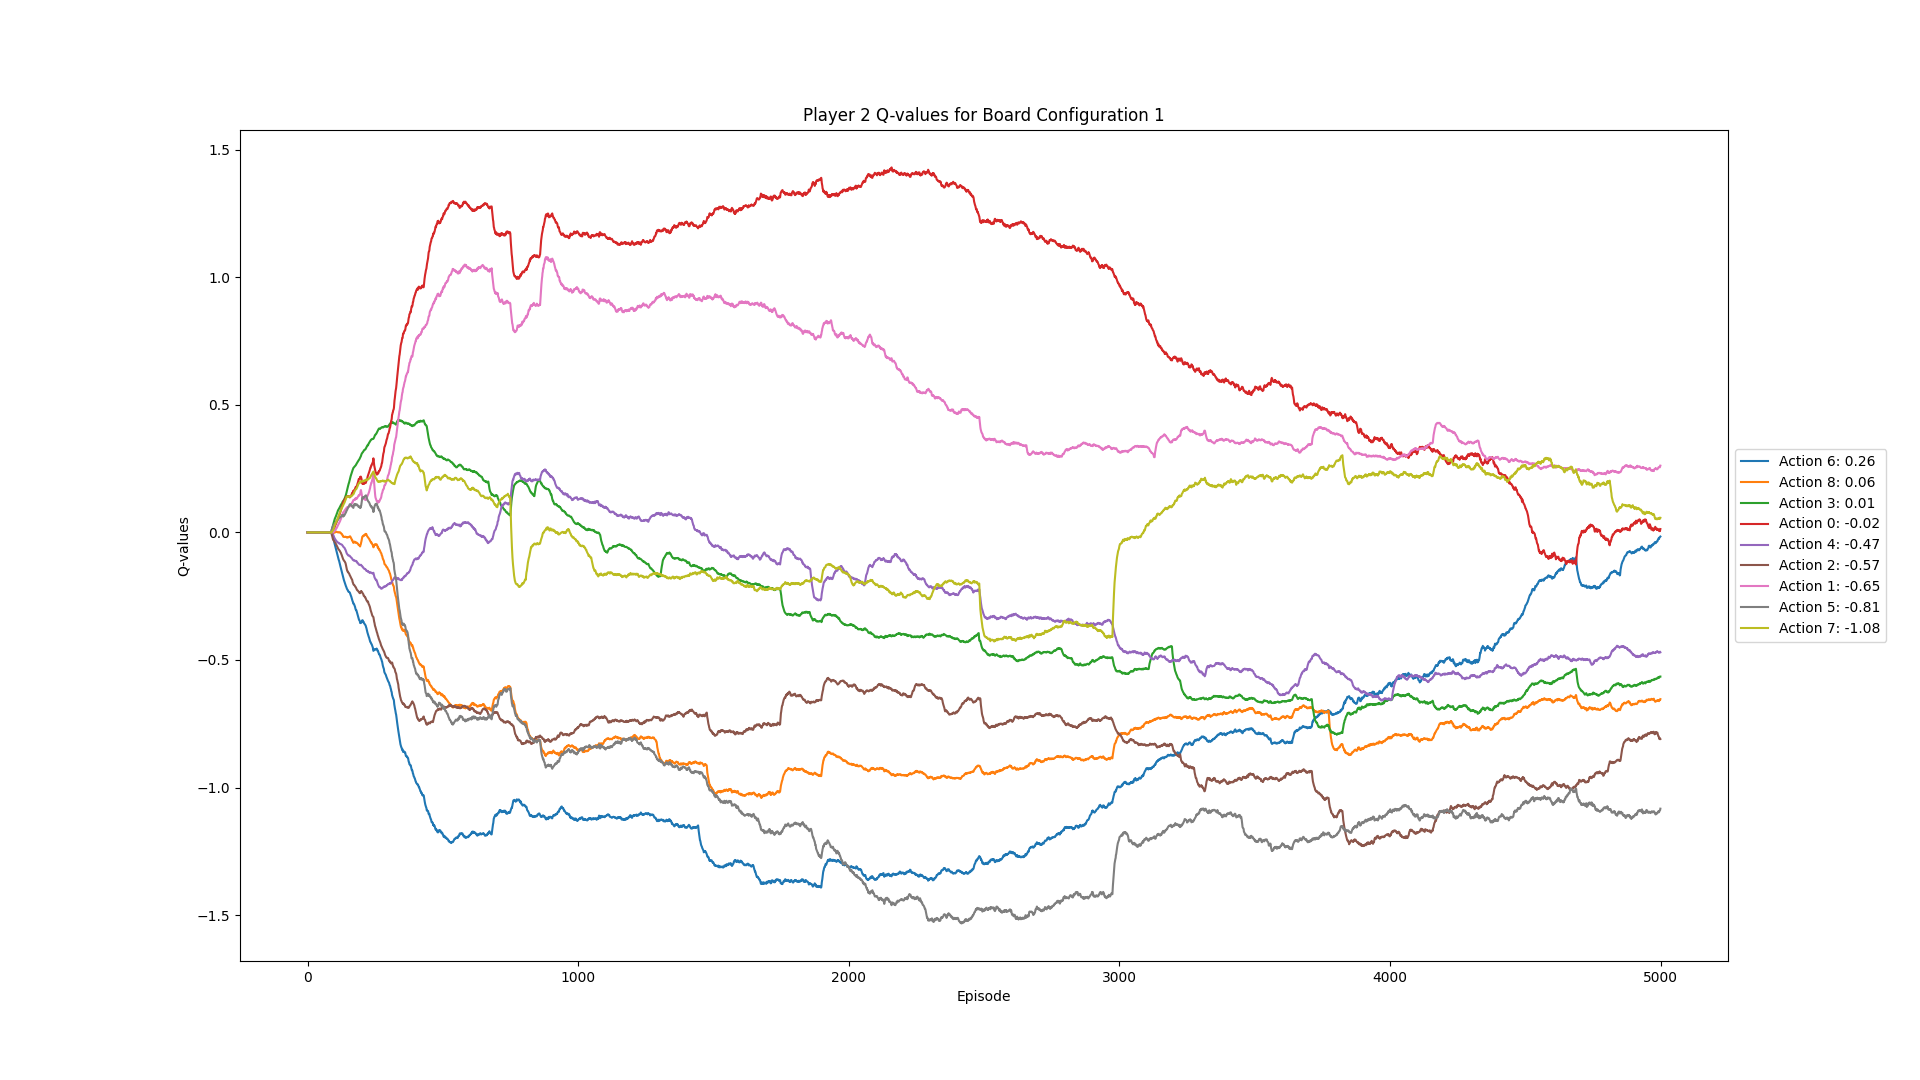 Player 2 Q-values for Board Configuration 1
1.5
1.0
0.5
0.0
−0.5
−1.0
−1.5
Q-values
0 1000 2000 3000 4000 5000
Episode
Action 6: 0.26
Action 8: 0.06
Action 3: 0.01
Action 0: -0.02
Action 4: -0.47
Action 2: -0.57
Action 1: -0.65
Action 5: -0.81
Action 7: -1.08